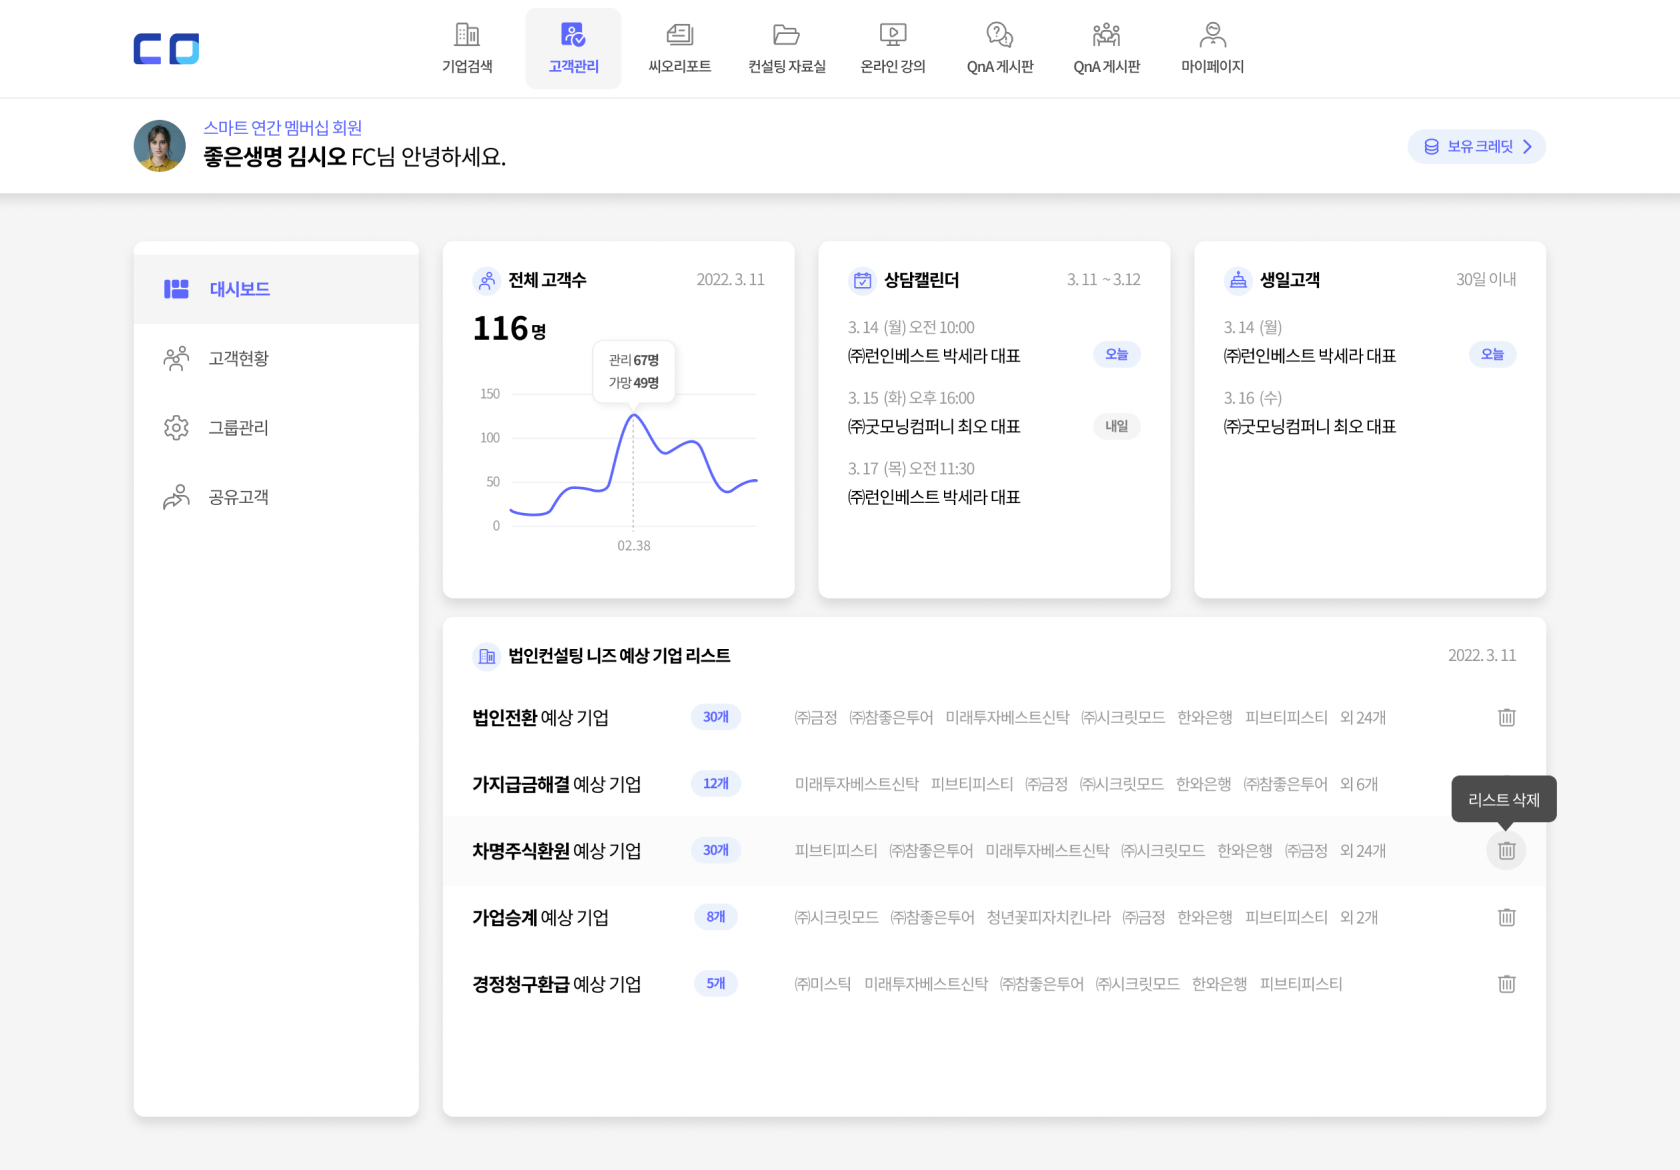 CO
기업검색
고객관리
씨오리포트
컨설팅 자료실
온라인 강의
QnA 게시판
QnA 게시판
마이페이지
스마트 연간 멤버십 회원
좋은생명 김시오 FC님 안녕하세요.
보유 크레딧
대시보드
고객현황
그룹관리
공유고객
전체 고객수 2022. 3. 11
116명
관리 67명
가망 49명
150
100
50
0
02.38
상담캘린더 3. 11 ~ 3.12
3. 14 (월) 오전 10:00
㈜런인베스트 박세라 대표 오늘
3. 15 (화) 오후 16:00
㈜굿모닝컴퍼니 최오 대표 내일
3. 17 (목) 오전 11:30
㈜런인베스트 박세라 대표
생일고객 30일 이내
3. 14 (월)
㈜런인베스트 박세라 대표 오늘
3. 16 (수)
㈜굿모닝컴퍼니 최오 대표
법인컨설팅 니즈 예상 기업 리스트 2022. 3. 11
법인전환 예상 기업 30개 ㈜금정 ㈜참좋은투어 미래투자베스트신탁 ㈜시크릿모드 한와은행 피브티피스티 외 24개
가지급금해결 예상 기업 12개 미래투자베스트신탁 피브티피스티 ㈜금정 ㈜시크릿모드 한와은행 ㈜참좋은투어 외 6개
리스트 삭제
차명주식환원 예상 기업 30개 피브티피스티 ㈜참좋은투어 미래투자베스트신탁 ㈜시크릿모드 한와은행 ㈜금정 외 24개
가업승계 예상 기업 8개 ㈜시크릿모드 ㈜참좋은투어 청년꽃피자치킨나라 ㈜금정 한와은행 피브티피스티 외 2개
경정청구환급 예상 기업 5개 ㈜미스틱 미래투자베스트신탁 ㈜참좋은투어 ㈜시크릿모드 한와은행 피브티피스티